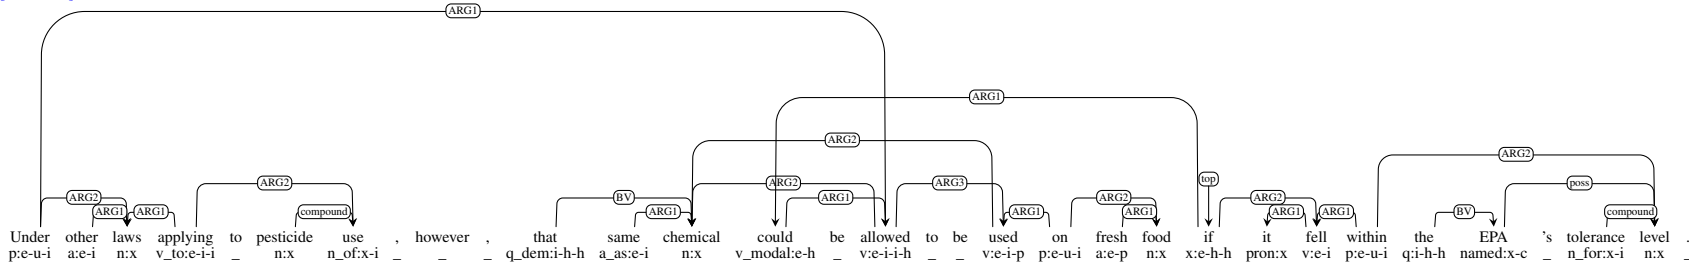 ARG1
ARG1
ARG2
ARG2
ARG2 ARG2 ARG3 top poss
ARG2 BV ARG1 ARG2 ARG2
ARG1 ARG1 compound ARG1 ARG1 ARG1 ARG1 ARG1 BV compound
Under other laws applying to pesticide use , however , that same chemical could be allowed to be used on fresh food if it fell within the EPA 's tolerance level .
p:e-u-i a:e-i n:x v_to:e-i-i _ n:x n_of:x-i _ _ _ q_dem:i-h-h a_as:e-i n:x v_modal:e-h _ v:e-i-i-h _ _ v:e-i-p p:e-u-i a:e-p n:x x:e-h-h pron:x v:e-i p:e-u-i q:i-h-h named:x-c _ n_for:x-i n:x _